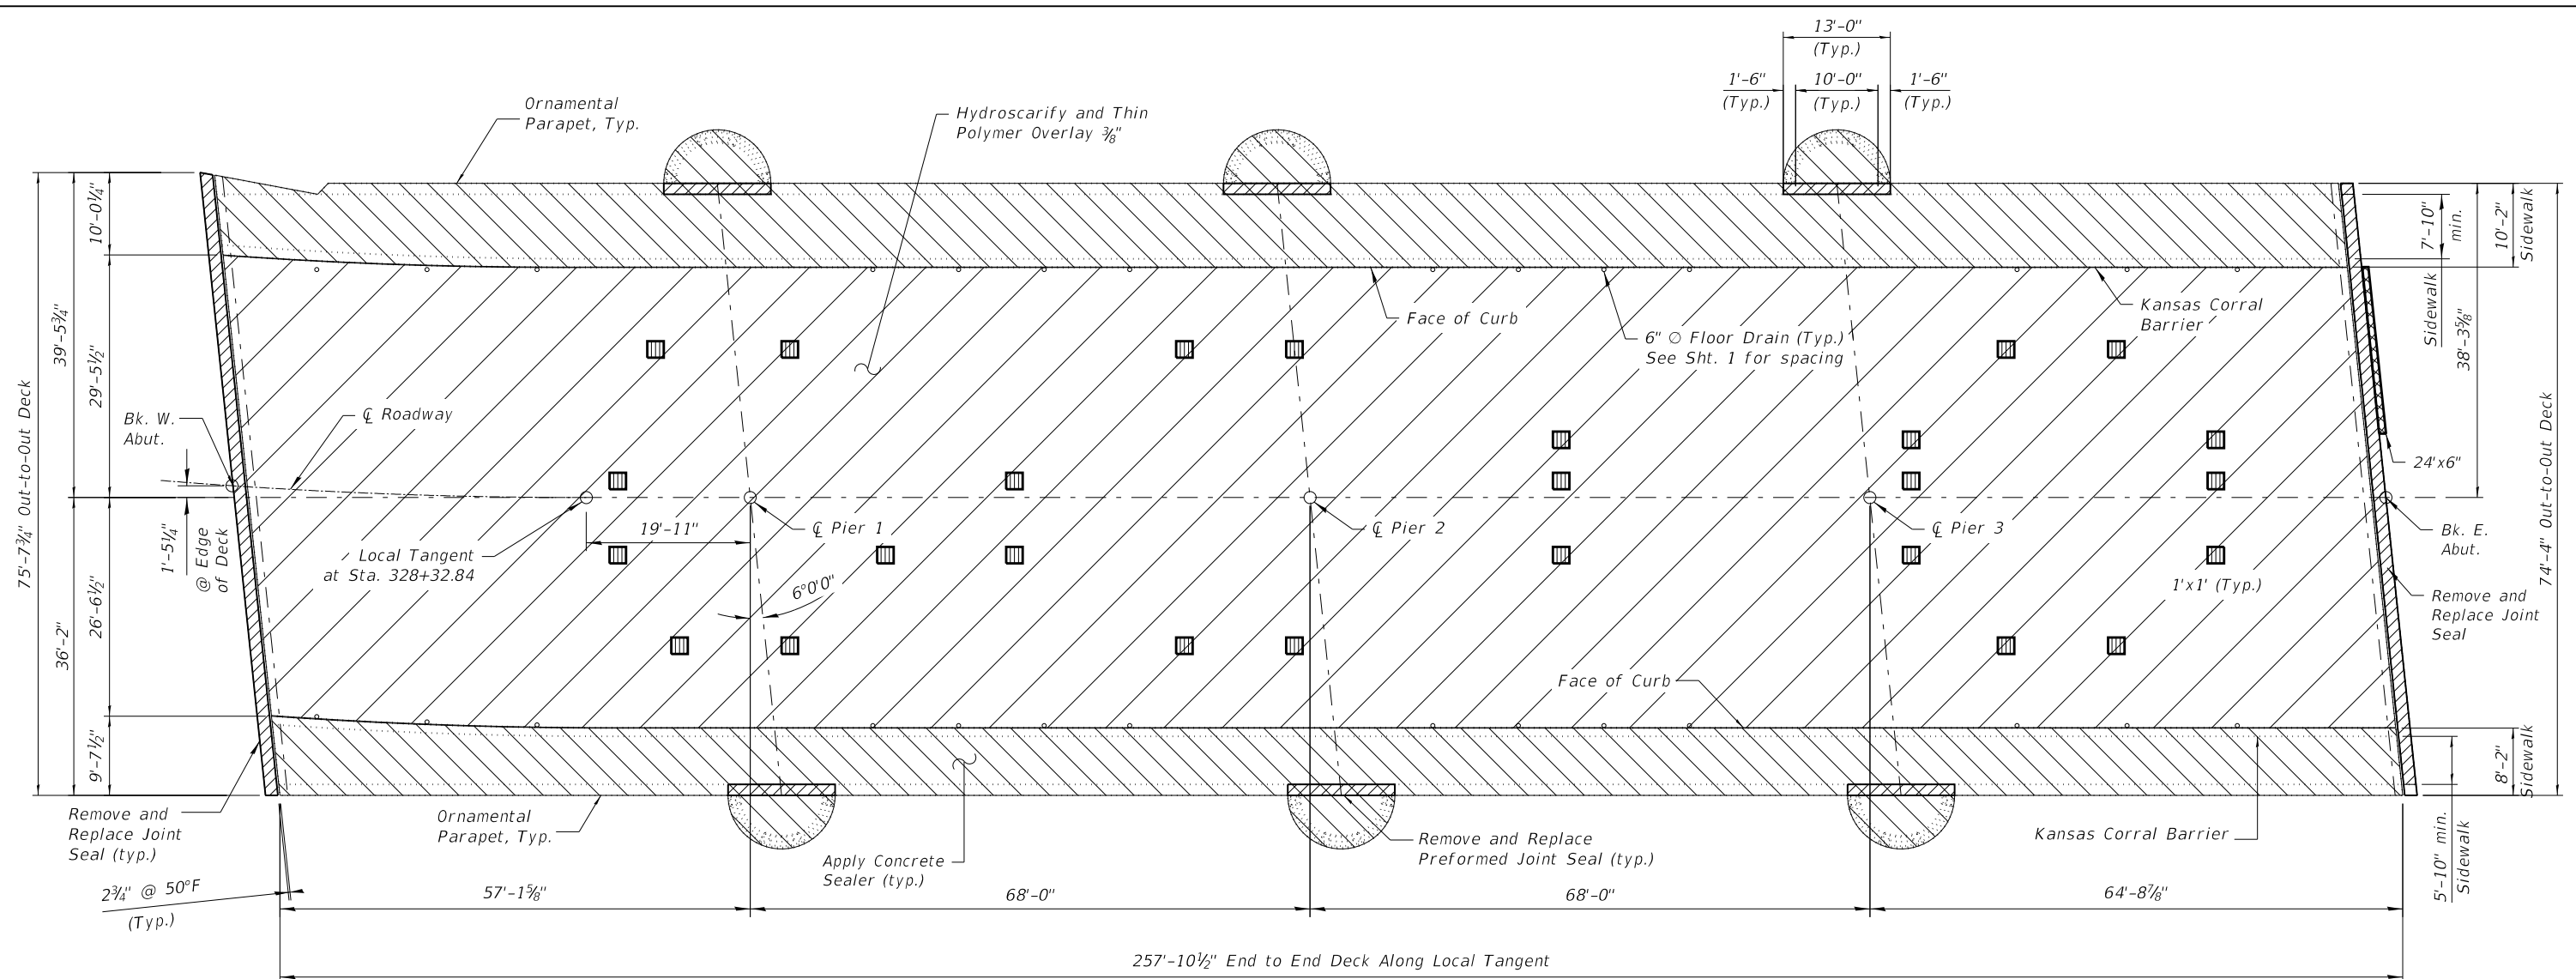 13'-0"
(Typ.)
1'-6"
(Typ.)
10'-0"
(Typ.)
1'-6"
(Typ.)
Ornamental
Parapet, Typ.
Hydroscarify and Thin
Polymer Overlay ⅜"
75'-7¾" Out-to-Out Deck
39'-5¾"
36'-2"
10'-0¼"
29'-5½"
26'-6½"
9'-7½"
Bk. W.
Abut.
℄ Roadway
1'-5¼"
@ Edge
of Deck
Local Tangent
at Sta. 328+32.84
19'-11"
℄ Pier 1
6°0'0"
℄ Pier 2
℄ Pier 3
Face of Curb
6" ∅ Floor Drain (Typ.)
See Sht. 1 for spacing
Kansas Corral
Barrier
7'-10"
min.
Sidewalk
10'-2"
Sidewalk
38'-3⅝"
74'-4" Out-to-Out Deck
24'x6"
Bk. E.
Abut.
1'x1' (Typ.)
Remove and
Replace Joint
Seal
Face of Curb
8'-2"
Sidewalk
5'-10" min.
Sidewalk
Remove and
Replace Joint
Seal (typ.)
Ornamental
Parapet, Typ.
Apply Concrete
Sealer (typ.)
Remove and Replace
Preformed Joint Seal (typ.)
Kansas Corral Barrier
2¾" @ 50°F
(Typ.)
57'-1⅝"
68'-0"
68'-0"
64'-8⅞"
257'-10½" End to End Deck Along Local Tangent